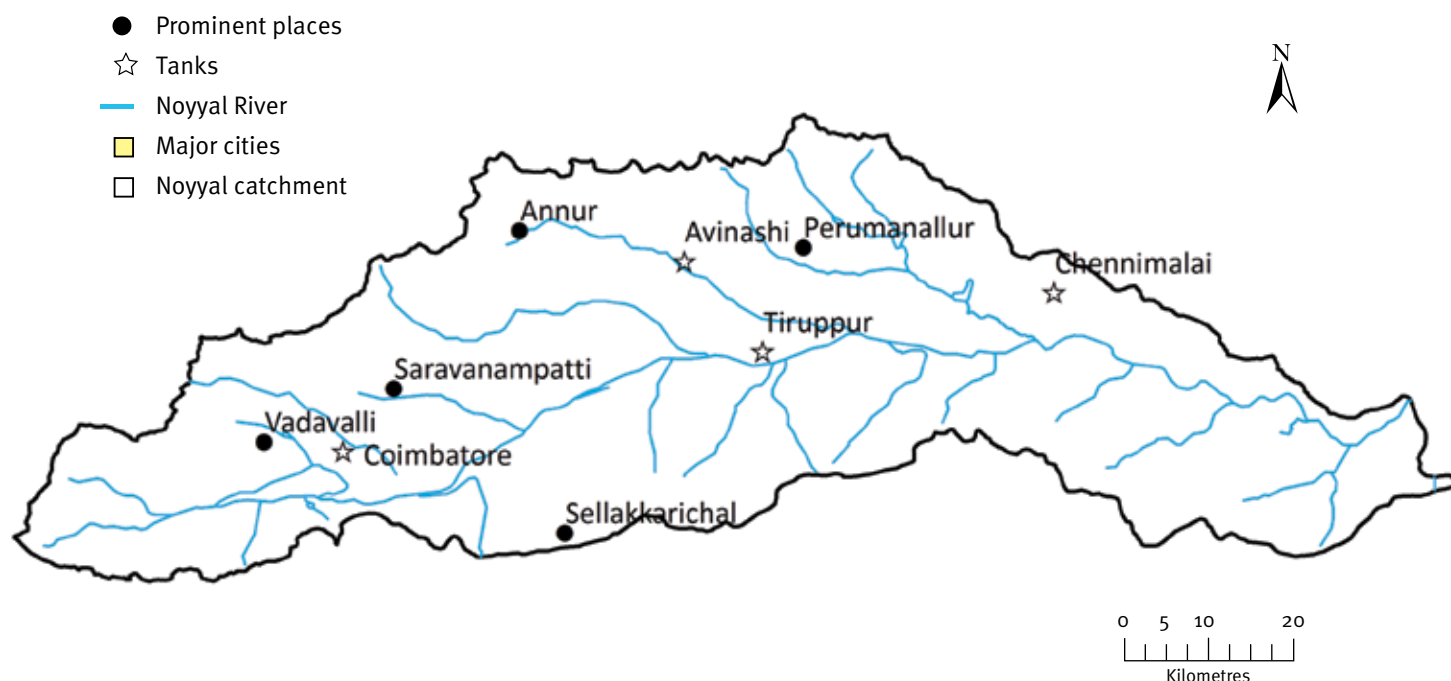 Prominent places
Tanks
Noyyal River
Major cities
Noyyal catchment
N
Annur
Avinashi
Perumanallur
Chennimalai
Tiruppur
Saravanampatti
Vadavalli
Coimbatore
Sellakkarichal
0 5 10 20
Kilometres